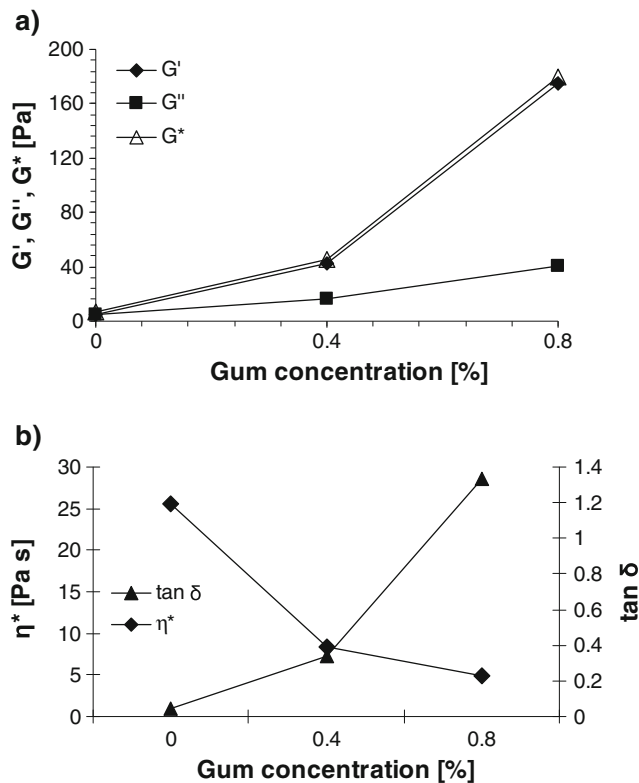 a)
200
160
120
80
40
0
G', G'', G* [Pa]
G'
G''
G*
0 0.4 0.8
Gum concentration [%]
b)
30
25
20
15
10
5
0
η* [Pa s]
tan δ
η*
1.4
1.2
1
0.8
0.6
0.4
0.2
0
tan δ
0 0.4 0.8
Gum concentration [%]